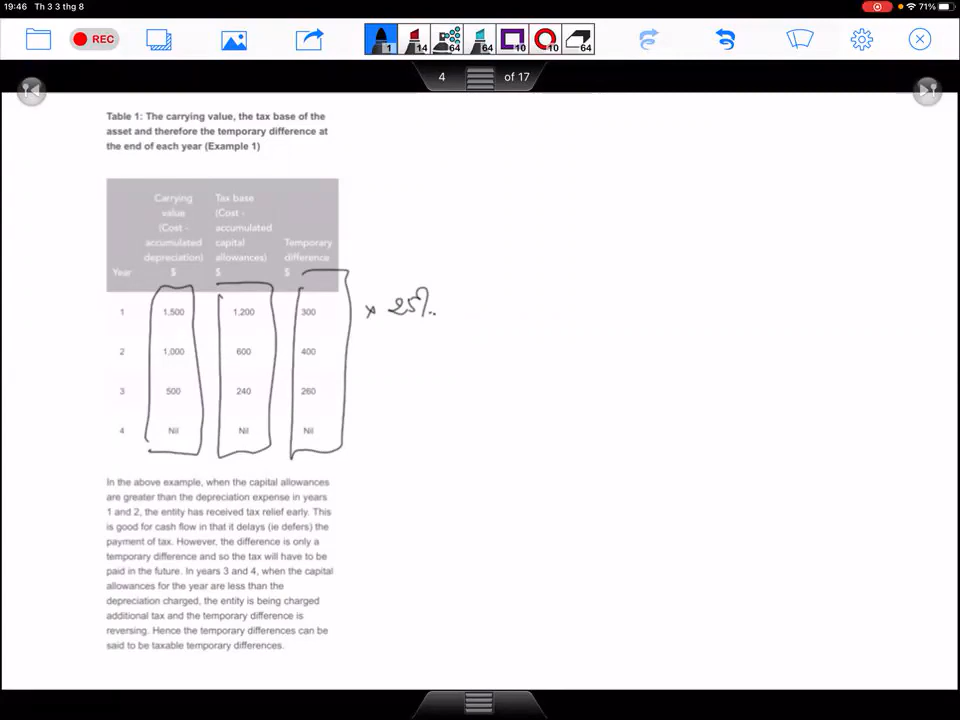 19:46 Th 3 3 thg 8
71%
REC
1
14
64
64
10
10
64
4 of 17
Table 1: The carrying value, the tax base of the
asset and therefore the temporary difference at
the end of each year (Example 1)
Carrying Tax base
value (Cost -
(Cost - accumulated
accumulated capital Temporary
depreciation) allowances) difference
Year $ $ $
1 1,500 1,200 300 × 25%.
2 1,000 600 400
3 500 240 260
4 Nil Nil Nil
In the above example, when the capital allowances
are greater than the depreciation expense in years
1 and 2, the entity has received tax relief early. This
is good for cash flow in that it delays (ie defers) the
payment of tax. However, the difference is only a
temporary difference and so the tax will have to be
paid in the future. In years 3 and 4, when the capital
allowances for the year are less than the
depreciation charged, the entity is being charged
additional tax and the temporary difference is
reversing. Hence the temporary differences can be
said to be taxable temporary differences.